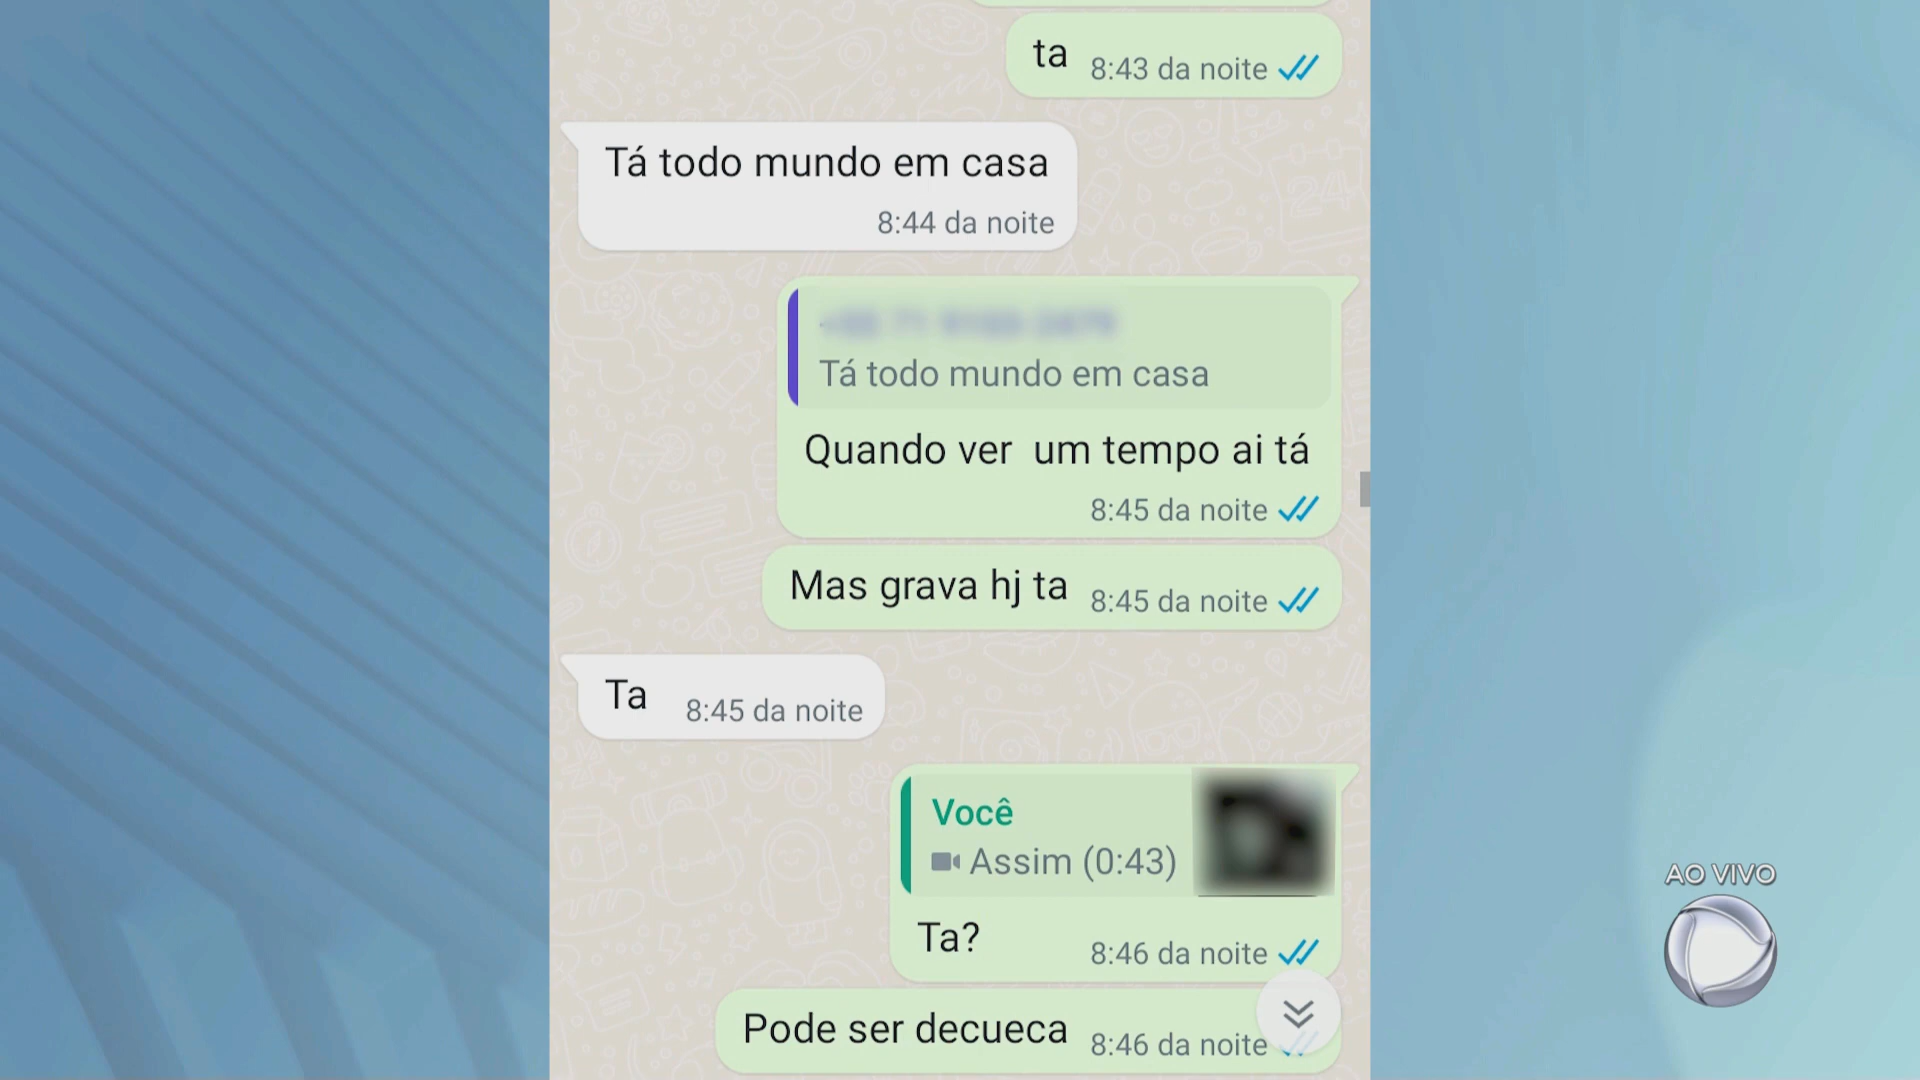 ta 8:43 da noite
Tá todo mundo em casa
8:44 da noite
Tá todo mundo em casa
Quando ver um tempo ai tá
8:45 da noite
Mas grava hj ta 8:45 da noite
Ta 8:45 da noite
Você
Assim (0:43)
Ta? 8:46 da noite
Pode ser decueca 8:46 da noite
AO VIVO